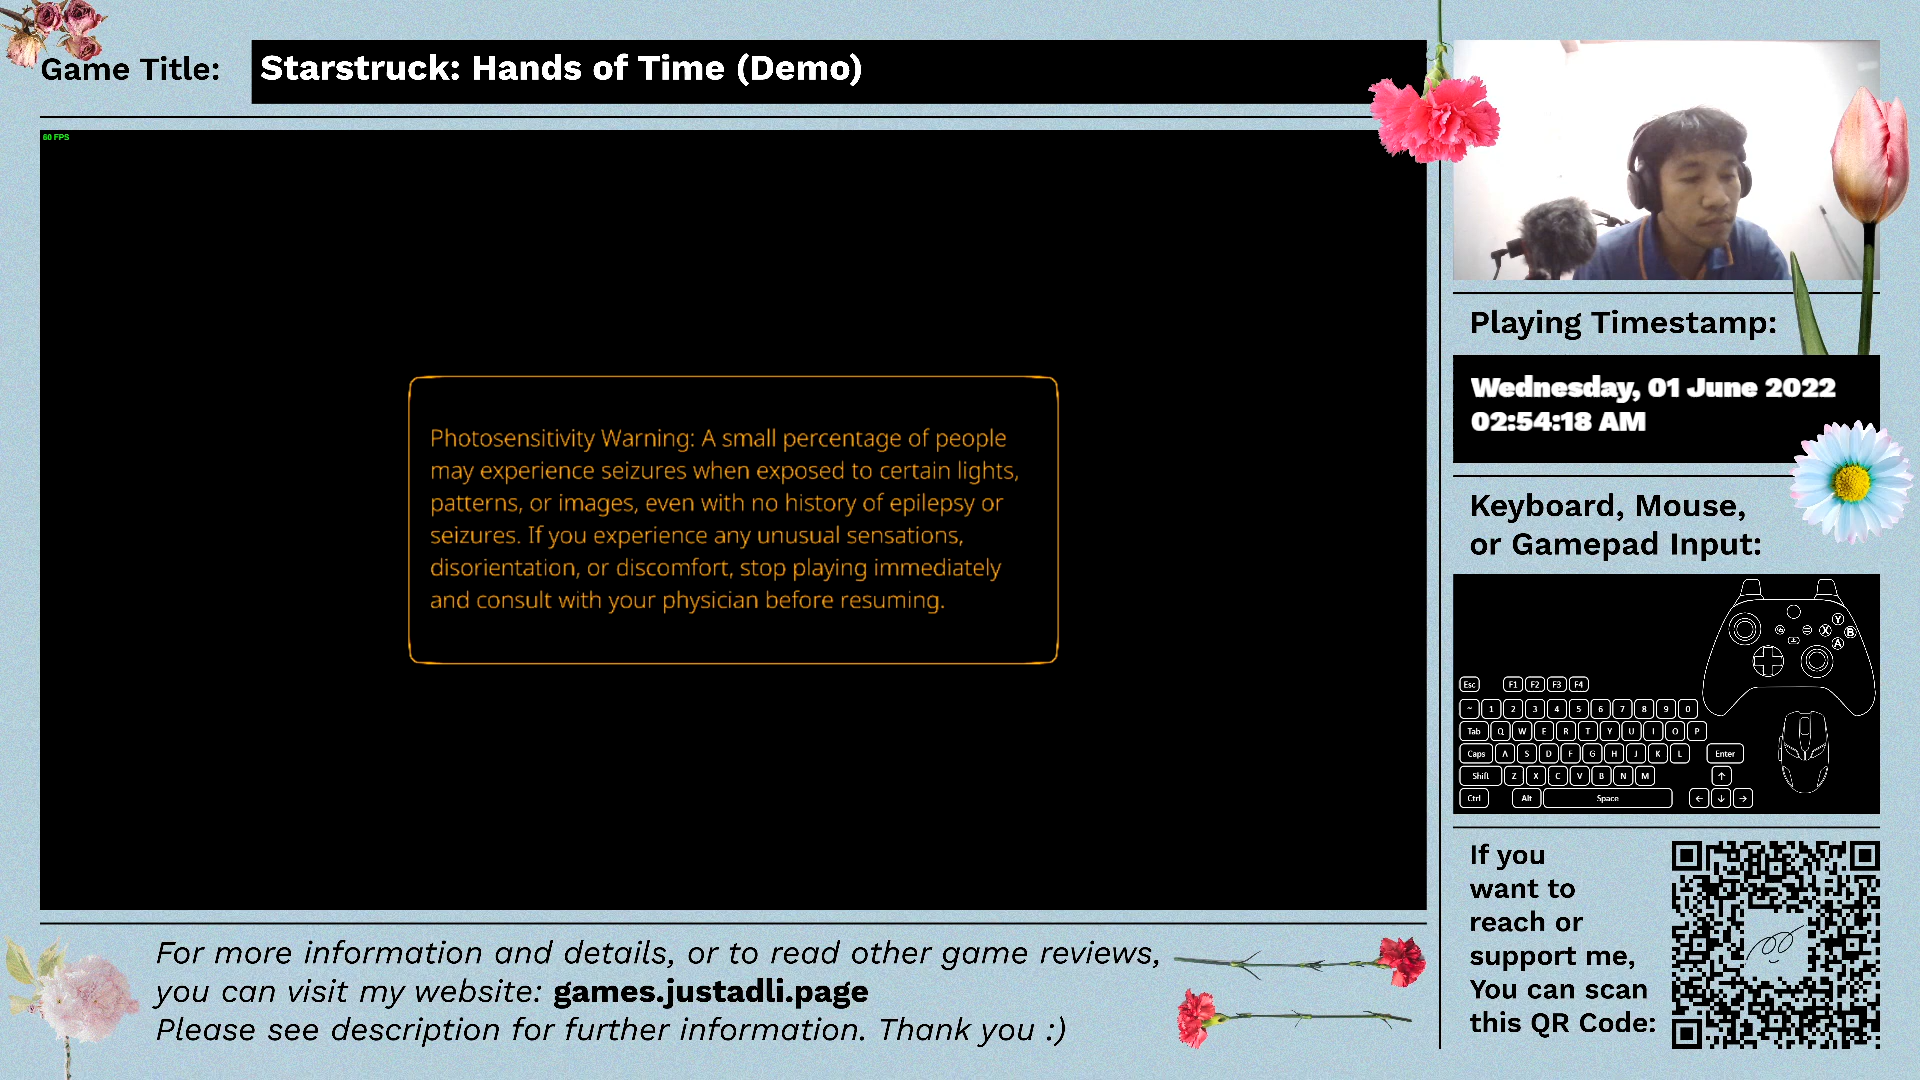 Game Title:
Starstruck: Hands of Time (Demo)
60 FPS
Photosensitivity Warning: A small percentage of people
may experience seizures when exposed to certain lights,
patterns, or images, even with no history of epilepsy or
seizures. If you experience any unusual sensations,
disorientation, or discomfort, stop playing immediately
and consult with your physician before resuming.
Playing Timestamp:
Wednesday, 01 June 2022
02:54:18 AM
Keyboard, Mouse,
or Gamepad Input:
Y
X B
A
Esc F1 F2 F3 F4
~ 1 2 3 4 5 6 7 8 9 0
Tab Q W E R T Y U I O P
Caps A S D F G H J K L Enter
Shift Z X C V B N M ↑
Ctrl Alt Space ← ↓ →
If you
want to
reach or
support me,
You can scan
this QR Code:
For more information and details, or to read other game reviews,
you can visit my website: games.justadli.page
Please see description for further information. Thank you :)